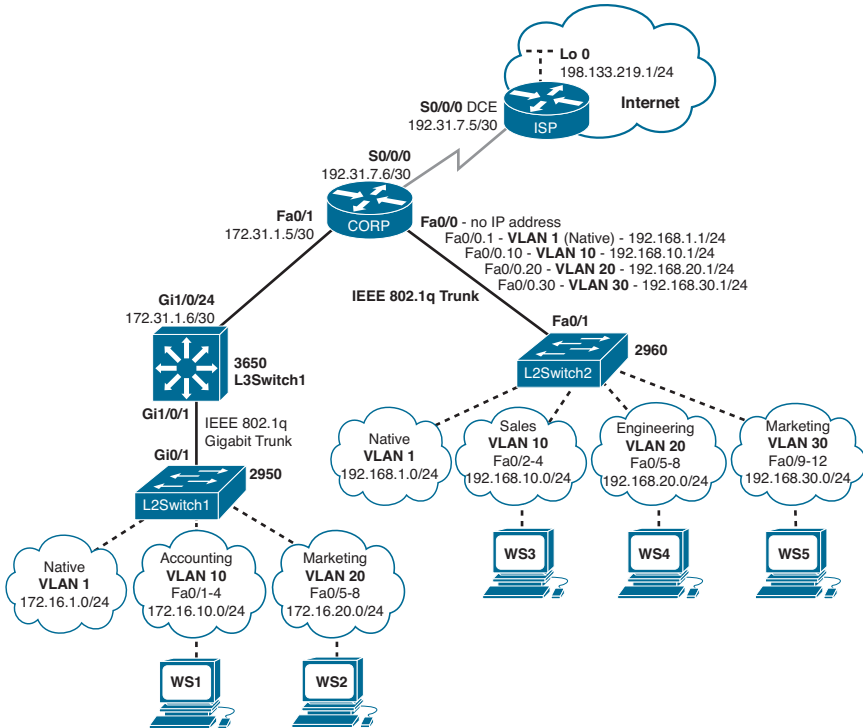 Lo 0
198.133.219.1/24
Internet
S0/0/0 DCE
192.31.7.5/30
ISP
S0/0/0
192.31.7.6/30
CORP
Fa0/1
172.31.1.5/30
Fa0/0 - no IP address
Fa0/0.1 - VLAN 1 (Native) - 192.168.1.1/24
Fa0/0.10 - VLAN 10 - 192.168.10.1/24
Fa0/0.20 - VLAN 20 - 192.168.20.1/24
Fa0/0.30 - VLAN 30 - 192.168.30.1/24
IEEE 802.1q Trunk
Gi1/0/24
172.31.1.6/30
3650
L3Switch1
Gi1/0/1
IEEE 802.1q
Gigabit Trunk
Gi0/1
2950
L2Switch1
Fa0/1
2960
L2Switch2
Native
VLAN 1
192.168.1.0/24
Sales
VLAN 10
Fa0/2-4
192.168.10.0/24
Engineering
VLAN 20
Fa0/5-8
192.168.20.0/24
Marketing
VLAN 30
Fa0/9-12
192.168.30.0/24
WS3
WS4
WS5
Native
VLAN 1
172.16.1.0/24
Accounting
VLAN 10
Fa0/1-4
172.16.10.0/24
Marketing
VLAN 20
Fa0/5-8
172.16.20.0/24
WS1
WS2